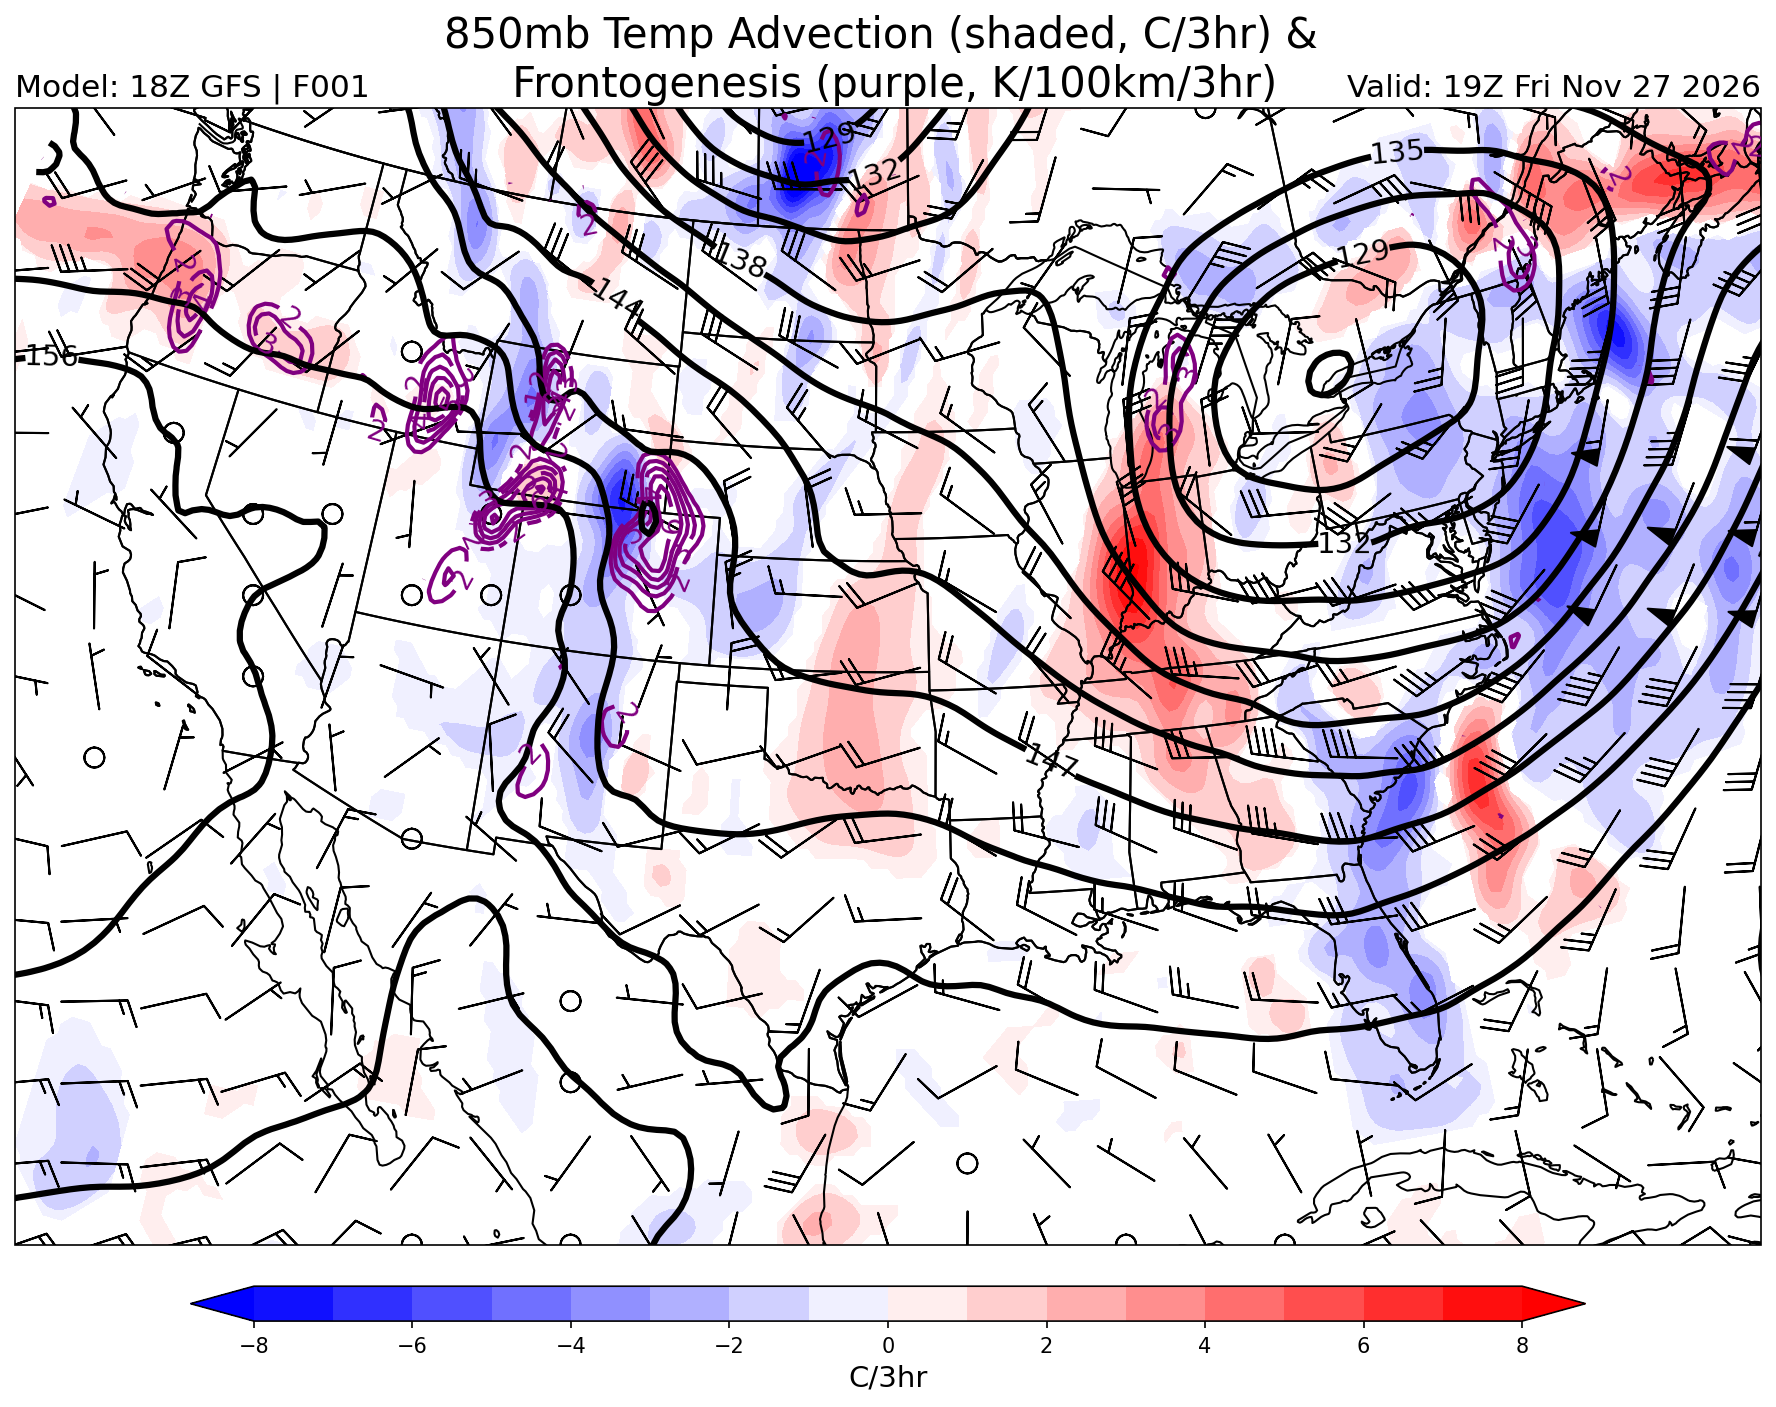 850mb Temp Advection (shaded, C/3hr) &
Model: 18Z GFS | F001
Frontogenesis (purple, K/100km/3hr)
Valid: 19Z Fri Nov 27 2026
129
132
135
138
129
144
156
132
147
−8 −6 −4 −2 0 2 4 6 8
C/3hr